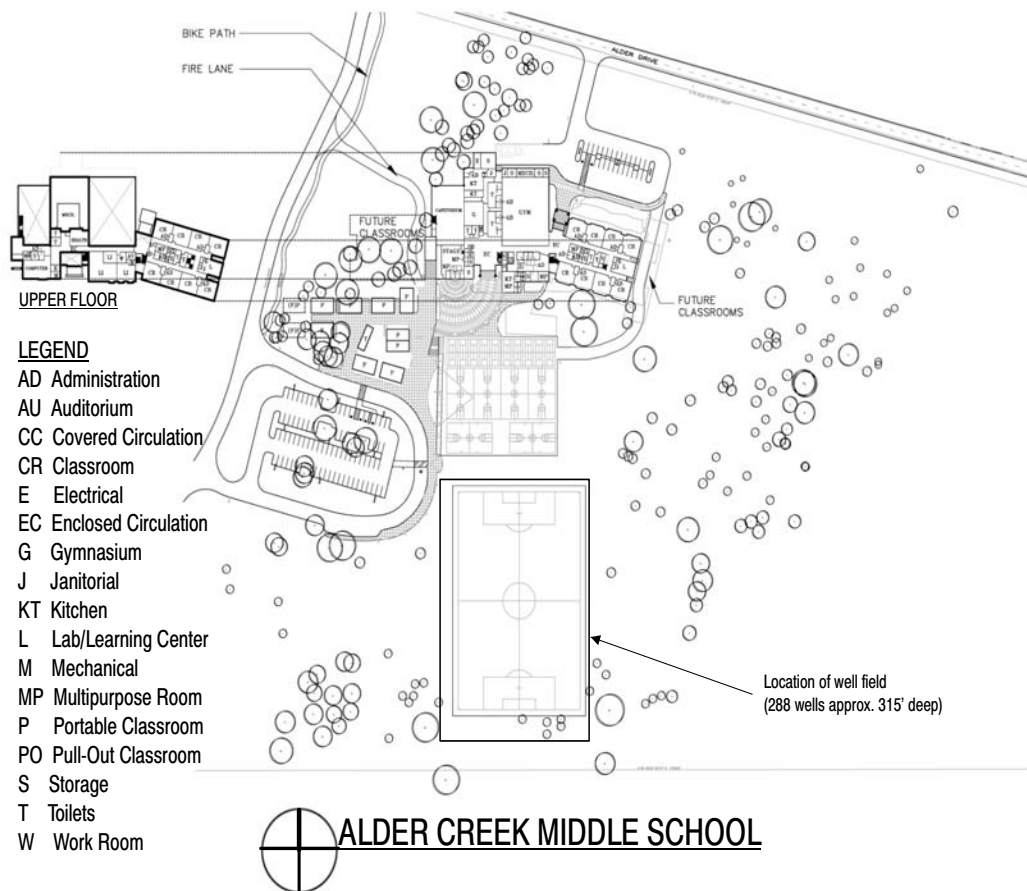 BIKE PATH
FIRE LANE
ALDER DRIVE
FUTURE
CLASSROOMS
GYM
STAGE
UPPER FLOOR
FUTURE
CLASSROOMS
LEGEND
AD Administration
AU Auditorium
CC Covered Circulation
CR Classroom
E Electrical
EC Enclosed Circulation
G Gymnasium
J Janitorial
KT Kitchen
L Lab/Learning Center
M Mechanical
MP Multipurpose Room
P Portable Classroom
PO Pull-Out Classroom
S Storage
T Toilets
W Work Room
Location of well field
(288 wells approx. 315' deep)
ALDER CREEK MIDDLE SCHOOL